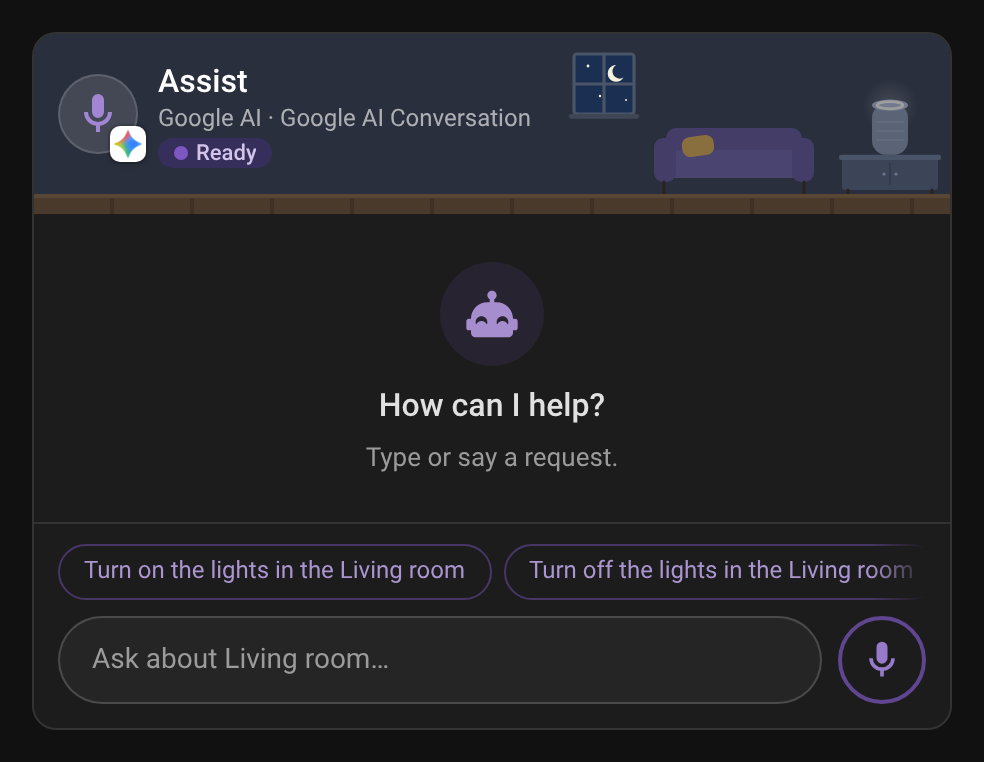 Assist
Google AI · Google AI Conversation
Ready
How can I help?
Type or say a request.
Turn on the lights in the Living room
Turn off the lights in the Living room
Ask about Living room…